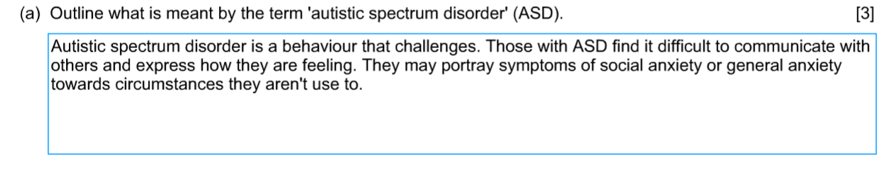 (a) Outline what is meant by the term 'autistic spectrum disorder' (ASD). [3]
Autistic spectrum disorder is a behaviour that challenges. Those with ASD find it difficult to communicate with
others and express how they are feeling. They may portray symptoms of social anxiety or general anxiety
towards circumstances they aren't use to.